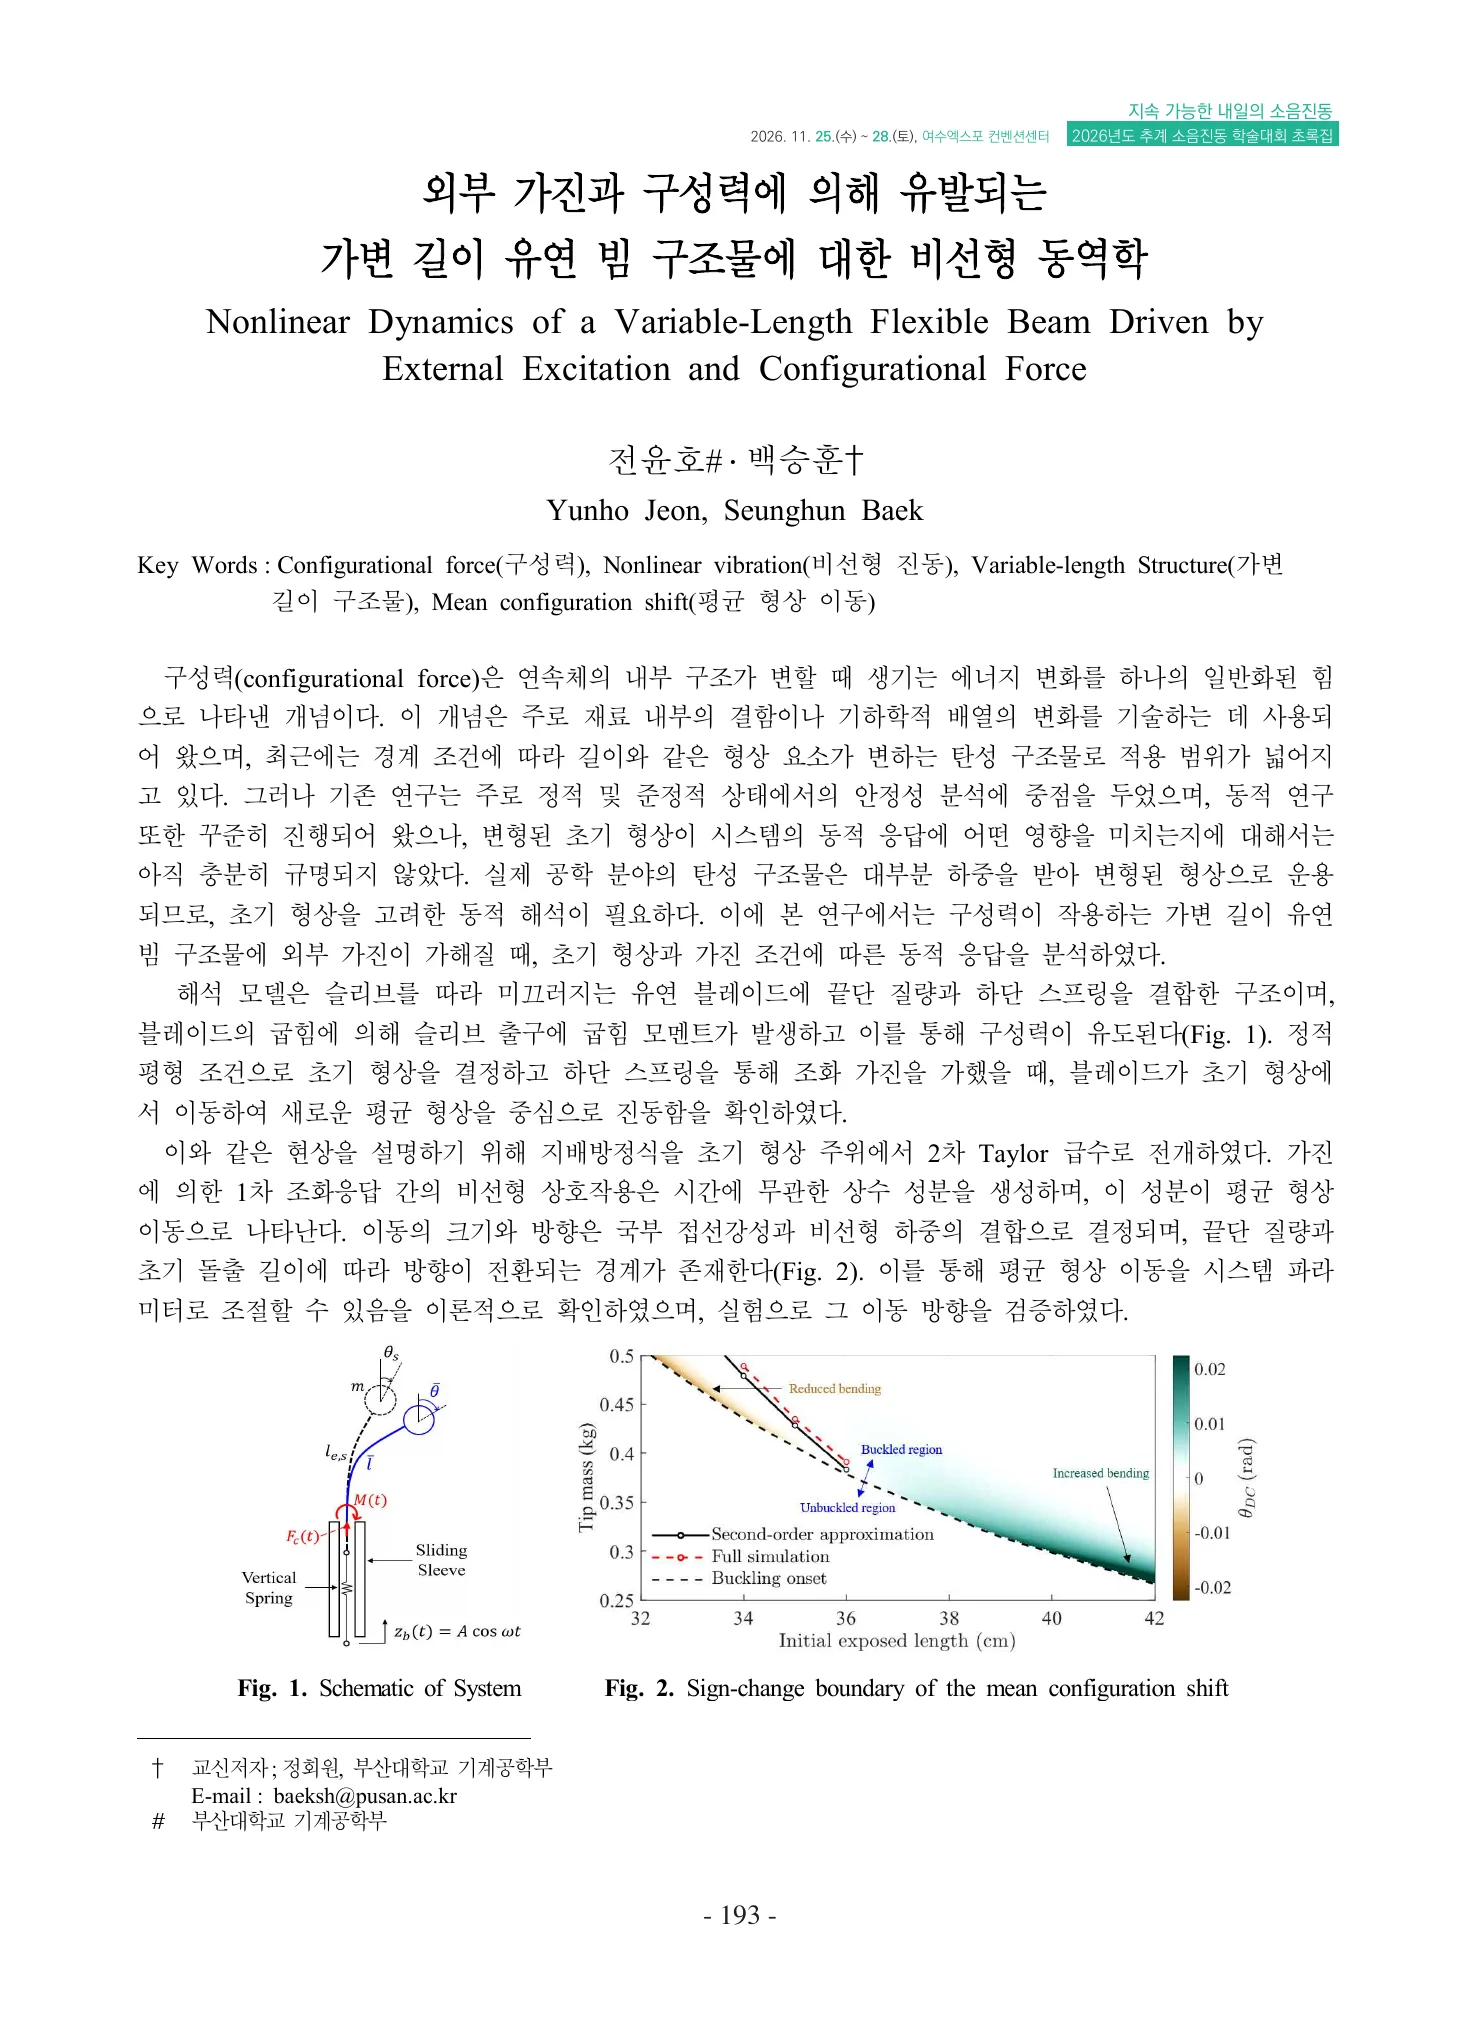 지속 가능한 내일의 소음진동
2026. 11. 25.(수) ~ 28.(토), 여수엑스포 컨벤션센터 2026년도 추계 소음진동 학술대회 초록집
외부 가진과 구성력에 의해 유발되는
가변 길이 유연 빔 구조물에 대한 비선형 동역학
Nonlinear Dynamics of a Variable-Length Flexible Beam Driven by
External Excitation and Configurational Force
전윤호#· 백승훈†
Yunho Jeon, Seunghun Baek
Key Words : Configurational force(구성력), Nonlinear vibration(비선형 진동), Variable-length Structure(가변
길이 구조물), Mean configuration shift(평균 형상 이동)
구성력(configurational force)은 연속체의 내부 구조가 변할 때 생기는 에너지 변화를 하나의 일반화된 힘
으로 나타낸 개념이다. 이 개념은 주로 재료 내부의 결함이나 기하학적 배열의 변화를 기술하는 데 사용되
어 왔으며, 최근에는 경계 조건에 따라 길이와 같은 형상 요소가 변하는 탄성 구조물로 적용 범위가 넓어지
고 있다. 그러나 기존 연구는 주로 정적 및 준정적 상태에서의 안정성 분석에 중점을 두었으며, 동적 연구
또한 꾸준히 진행되어 왔으나, 변형된 초기 형상이 시스템의 동적 응답에 어떤 영향을 미치는지에 대해서는
아직 충분히 규명되지 않았다. 실제 공학 분야의 탄성 구조물은 대부분 하중을 받아 변형된 형상으로 운용
되므로, 초기 형상을 고려한 동적 해석이 필요하다. 이에 본 연구에서는 구성력이 작용하는 가변 길이 유연
빔 구조물에 외부 가진이 가해질 때, 초기 형상과 가진 조건에 따른 동적 응답을 분석하였다.
해석 모델은 슬리브를 따라 미끄러지는 유연 블레이드에 끝단 질량과 하단 스프링을 결합한 구조이며,
블레이드의 굽힘에 의해 슬리브 출구에 굽힘 모멘트가 발생하고 이를 통해 구성력이 유도된다(Fig. 1). 정적
평형 조건으로 초기 형상을 결정하고 하단 스프링을 통해 조화 가진을 가했을 때, 블레이드가 초기 형상에
서 이동하여 새로운 평균 형상을 중심으로 진동함을 확인하였다.
이와 같은 현상을 설명하기 위해 지배방정식을 초기 형상 주위에서 2차 Taylor 급수로 전개하였다. 가진
에 의한 1차 조화응답 간의 비선형 상호작용은 시간에 무관한 상수 성분을 생성하며, 이 성분이 평균 형상
이동으로 나타난다. 이동의 크기와 방향은 국부 접선강성과 비선형 하중의 결합으로 결정되며, 끝단 질량과
초기 돌출 길이에 따라 방향이 전환되는 경계가 존재한다(Fig. 2). 이를 통해 평균 형상 이동을 시스템 파라
미터로 조절할 수 있음을 이론적으로 확인하였으며, 실험으로 그 이동 방향을 검증하였다.
θs
m
θ̄
le,s
l̄
M(t)
Fc(t)
Sliding
Sleeve
Vertical
Spring
zb(t) = A cos ωt
Fig. 1. Schematic of System
0.5
0.45
0.4
0.35
0.3
0.25
Tip mass (kg)
Reduced bending
Buckled region
Unbuckled region
Increased bending
Second-order approximation
Full simulation
Buckling onset
32 34 36 38 40 42
Initial exposed length (cm)
0.02
0.01
0
-0.01
-0.02
θDC (rad)
Fig. 2. Sign-change boundary of the mean configuration shift
† 교신저자; 정회원, 부산대학교 기계공학부
E-mail : baeksh@pusan.ac.kr
# 부산대학교 기계공학부
- 193 -